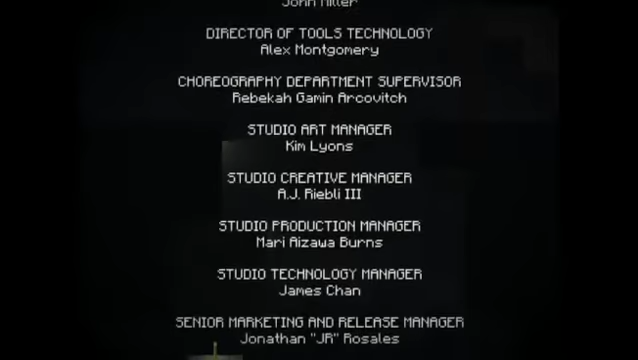 John Miller
DIRECTOR OF TOOLS TECHNOLOGY
Alex Montgomery
CHOREOGRAPHY DEPARTMENT SUPERVISOR
Rebekah Gamin Arcovitch
STUDIO ART MANAGER
Kim Lyons
STUDIO CREATIVE MANAGER
A.J. Riebli III
STUDIO PRODUCTION MANAGER
Mari Aizawa Burns
STUDIO TECHNOLOGY MANAGER
James Chan
SENIOR MARKETING AND RELEASE MANAGER
Jonathan "JR" Rosales